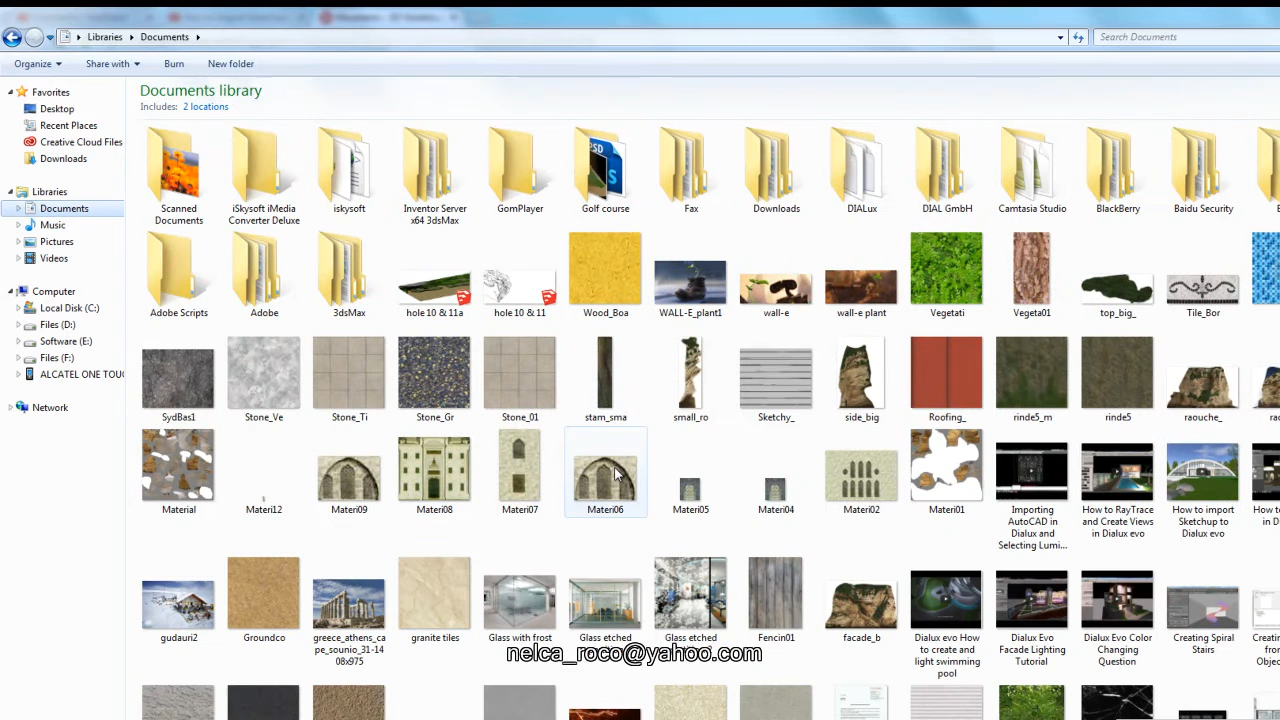 Libraries
Documents
Search Documents
Organize
Share with
Burn
New folder
Favorites
Desktop
Recent Places
Creative Cloud Files
Downloads
Libraries
Documents
Music
Pictures
Videos
Computer
Local Disk (C:)
Files (D:)
Software (E:)
Files (F:)
ALCATEL ONE TOUC
Network
Documents library
Includes: 2 locations
Scanned
Documents
iSkysoft iMedia
Converter Deluxe
iskysoft
Inventor Server
x64 3dsMax
GomPlayer
Golf course
Fax
Downloads
DIALux
DIAL GmbH
Camtasia Studio
BlackBerry
Baidu Security
Adobe Scripts
Adobe
3dsMax
hole 10 & 11a
hole 10 & 11
Wood_Boa
WALL-E_plant1
wall-e
wall-e plant
Vegetati
Vegeta01
top_big_
Tile_Bor
SydBas1
Stone_Ve
Stone_Ti
Stone_Gr
Stone_01
stam_sma
small_ro
Sketchy_
side_big
Roofing_
rinde5_m
rinde5
raouche_
Material
Materi12
Materi09
Materi08
Materi07
Materi06
Materi05
Materi04
Materi02
Materi01
Importing
AutoCAD in
Dialux and
Selecting Lumi...
How to RayTrace
and Create Views
in Dialux evo
How to import
Sketchup to
Dialux evo
gudauri2
Groundco
greece_athens_ca
pe_sounio_31-14
08x975
granite tiles
Glass with frost
Glass etched
Glass etched
Fencin01
facade_b
Dialux evo How
to create and
light swimming
pool
Dialux Evo
Facade Lighting
Tutorial
Dialux Evo Color
Changing
Question
Creating Spiral
Stairs
nelca_roco@yahoo.com